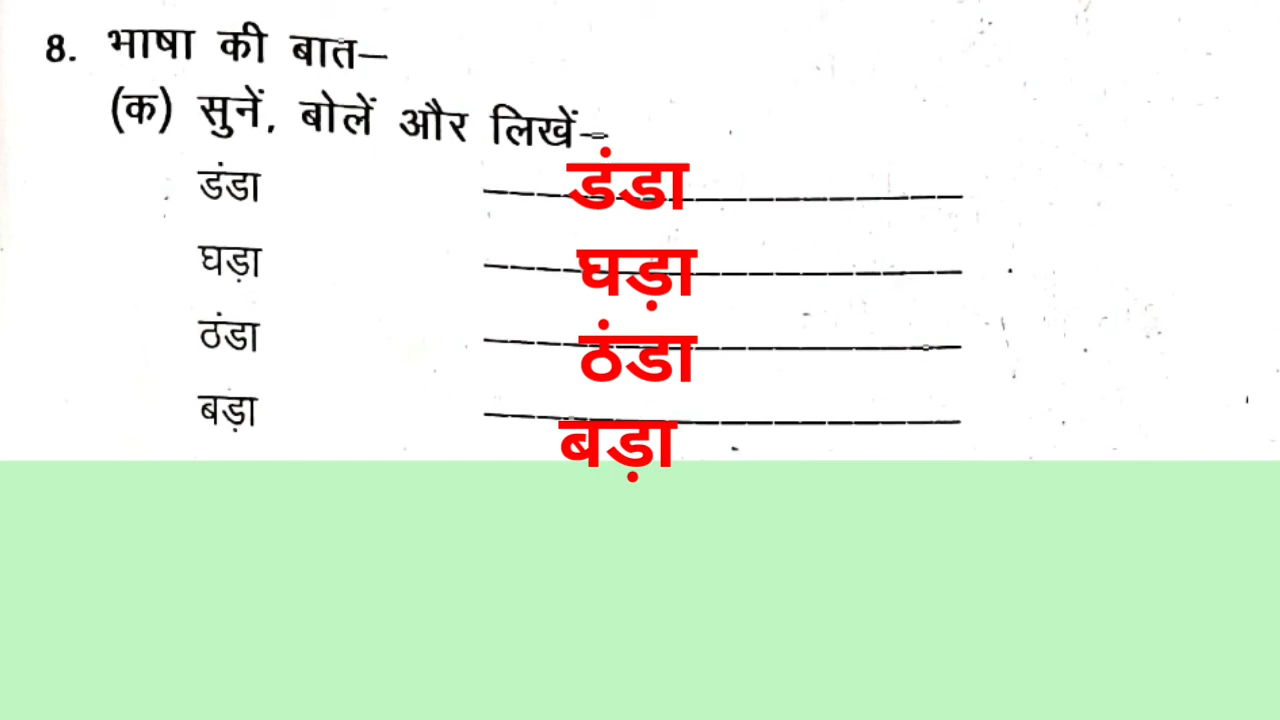 8. भाषा की बात–
(क) सुनें, बोलें और लिखें–
डंडा डंडा
घड़ा घड़ा
ठंडा ठंडा
बड़ा बड़ा